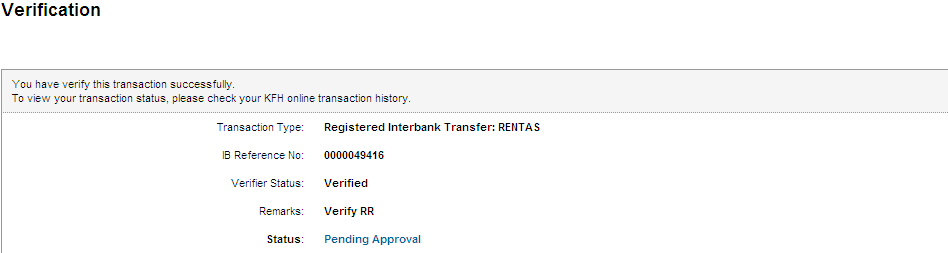 Verification
You have verify this transaction successfully.
To view your transaction status, please check your KFH online transaction history.
Transaction Type: Registered Interbank Transfer: RENTAS
IB Reference No: 0000049416
Verifier Status: Verified
Remarks: Verify RR
Status: Pending Approval